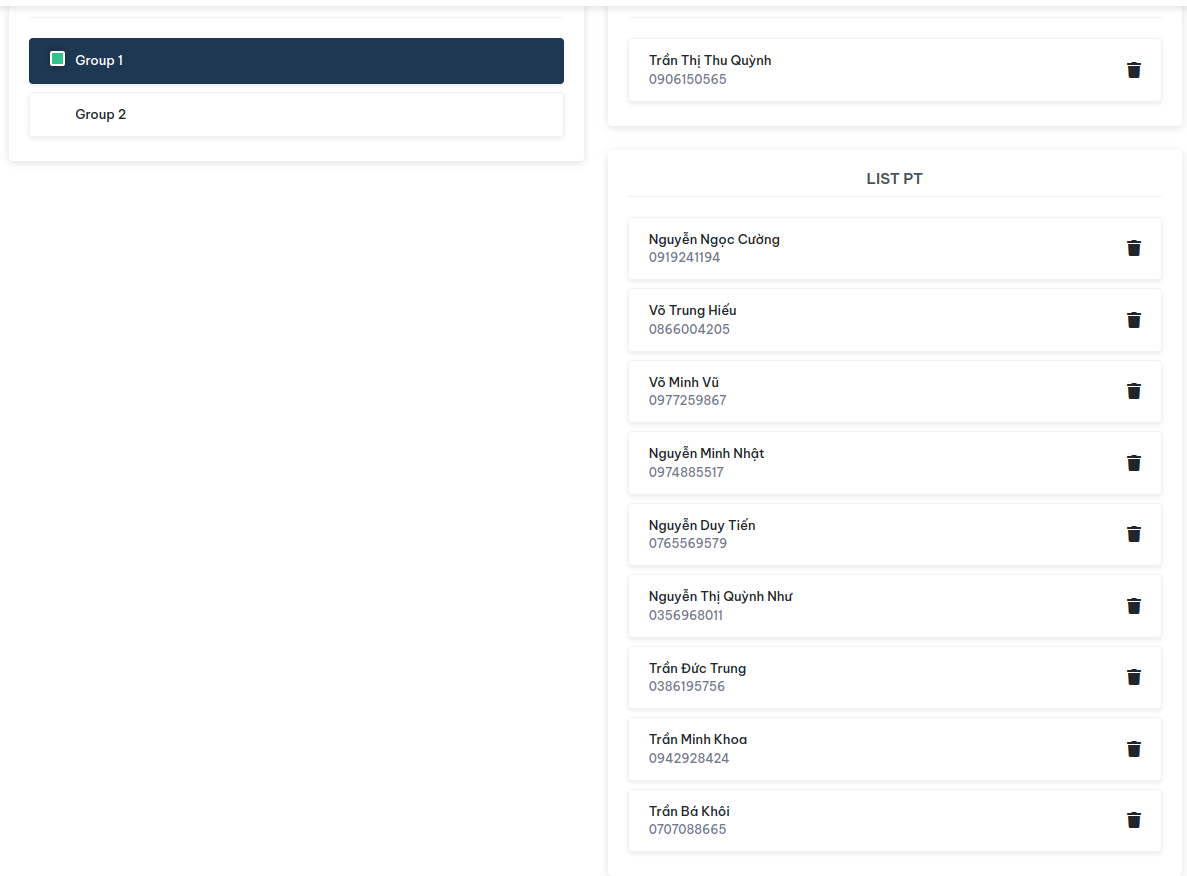 Group 1
Group 2
Trần Thị Thu Quỳnh
0906150565
LIST PT
Nguyễn Ngọc Cường
0919241194
Võ Trung Hiếu
0866004205
Võ Minh Vũ
0977259867
Nguyễn Minh Nhật
0974885517
Nguyễn Duy Tiến
0765569579
Nguyễn Thị Quỳnh Như
0356968011
Trần Đức Trung
0386195756
Trần Minh Khoa
0942928424
Trần Bá Khôi
0707088665